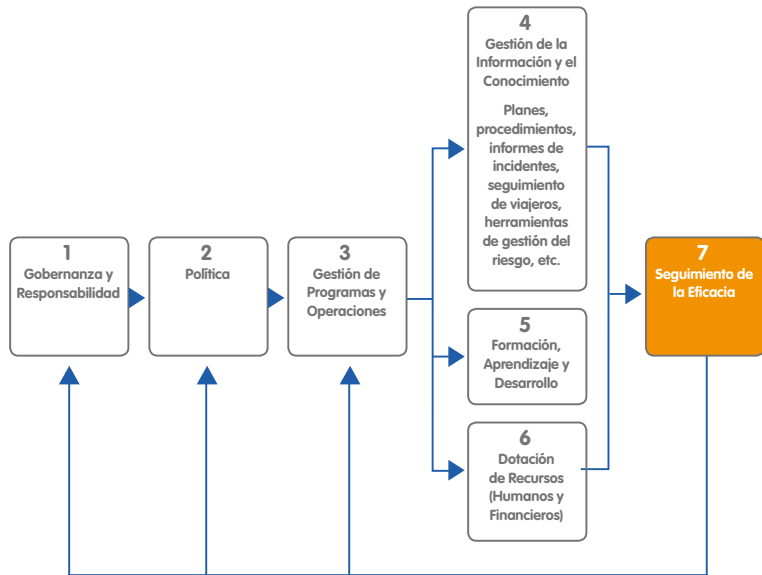 1
Gobernanza y
Responsabilidad
2
Política
3
Gestión de
Programas y
Operaciones
4
Gestión de la
Información y el
Conocimiento
Planes,
procedimientos,
informes de
incidentes,
seguimiento
de viajeros,
herramientas
de gestión del
riesgo, etc.
5
Formación,
Aprendizaje y
Desarrollo
6
Dotación
de Recursos
(Humanos y
Financieros)
7
Seguimiento de
la Eficacia